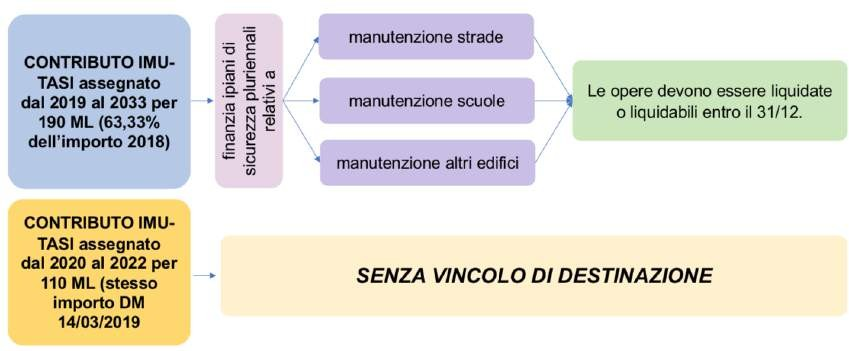 CONTRIBUTO IMU-
TASI assegnato
dal 2019 al 2033 per
190 ML (63,33%
dell'importo 2018)
finanzia ipiani di
sicurezza pluriennali
relativi a
manutenzione strade
manutenzione scuole
manutenzione altri edifici
Le opere devono essere liquidate
o liquidabili entro il 31/12.
CONTRIBUTO IMU-
TASI assegnato
dal 2020 al 2022 per
110 ML (stesso
importo DM
14/03/2019
SENZA VINCOLO DI DESTINAZIONE